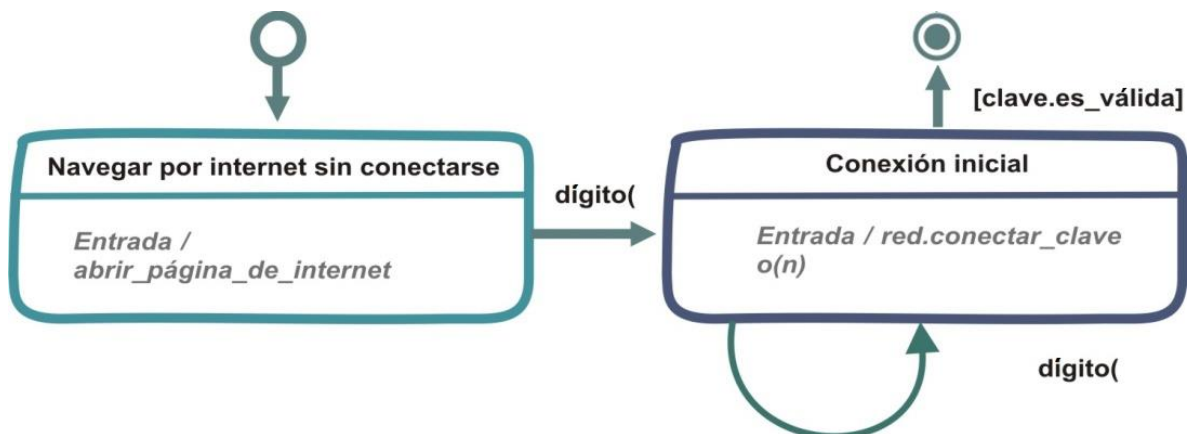 [clave.es_válida]
Navegar por internet sin conectarse
Entrada /
abrir_página_de_internet
dígito(
Conexión inicial
Entrada / red.conectar_clave
o(n)
dígito(